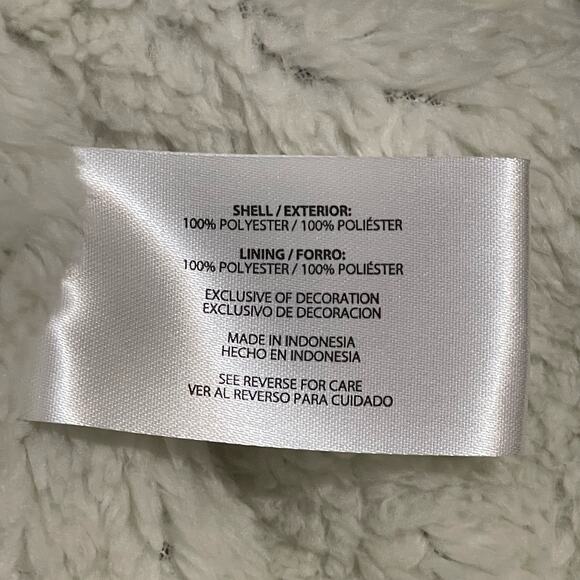 SHELL / EXTERIOR:
100% POLYESTER / 100% POLIÉSTER
LINING / FORRO:
100% POLYESTER / 100% POLIÉSTER
EXCLUSIVE OF DECORATION
EXCLUSIVO DE DECORACION
MADE IN INDONESIA
HECHO EN INDONESIA
SEE REVERSE FOR CARE
VER AL REVERSO PARA CUIDADO